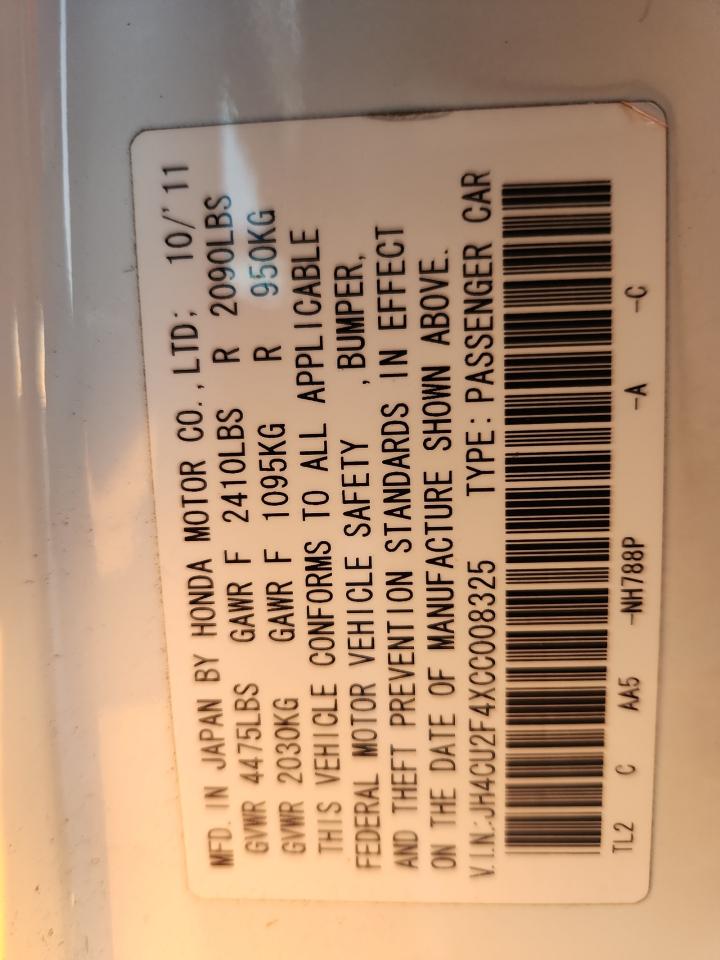 MFD. IN JAPAN BY HONDA MOTOR CO.,LTD; 10/'11
GVWR 4475LBS GAWR F 2410LBS R 2090LBS
GVWR 2030KG GAWR F 1095KG R 950KG
THIS VEHICLE CONFORMS TO ALL APPLICABLE
FEDERAL MOTOR VEHICLE SAFETY ,BUMPER,
AND THEFT PREVENTION STANDARDS IN EFFECT
ON THE DATE OF MANUFACTURE SHOWN ABOVE.
V.I.N:JH4CU2F4XCC008325 TYPE:PASSENGER CAR
TL2 C AA5 -NH788P -A -C